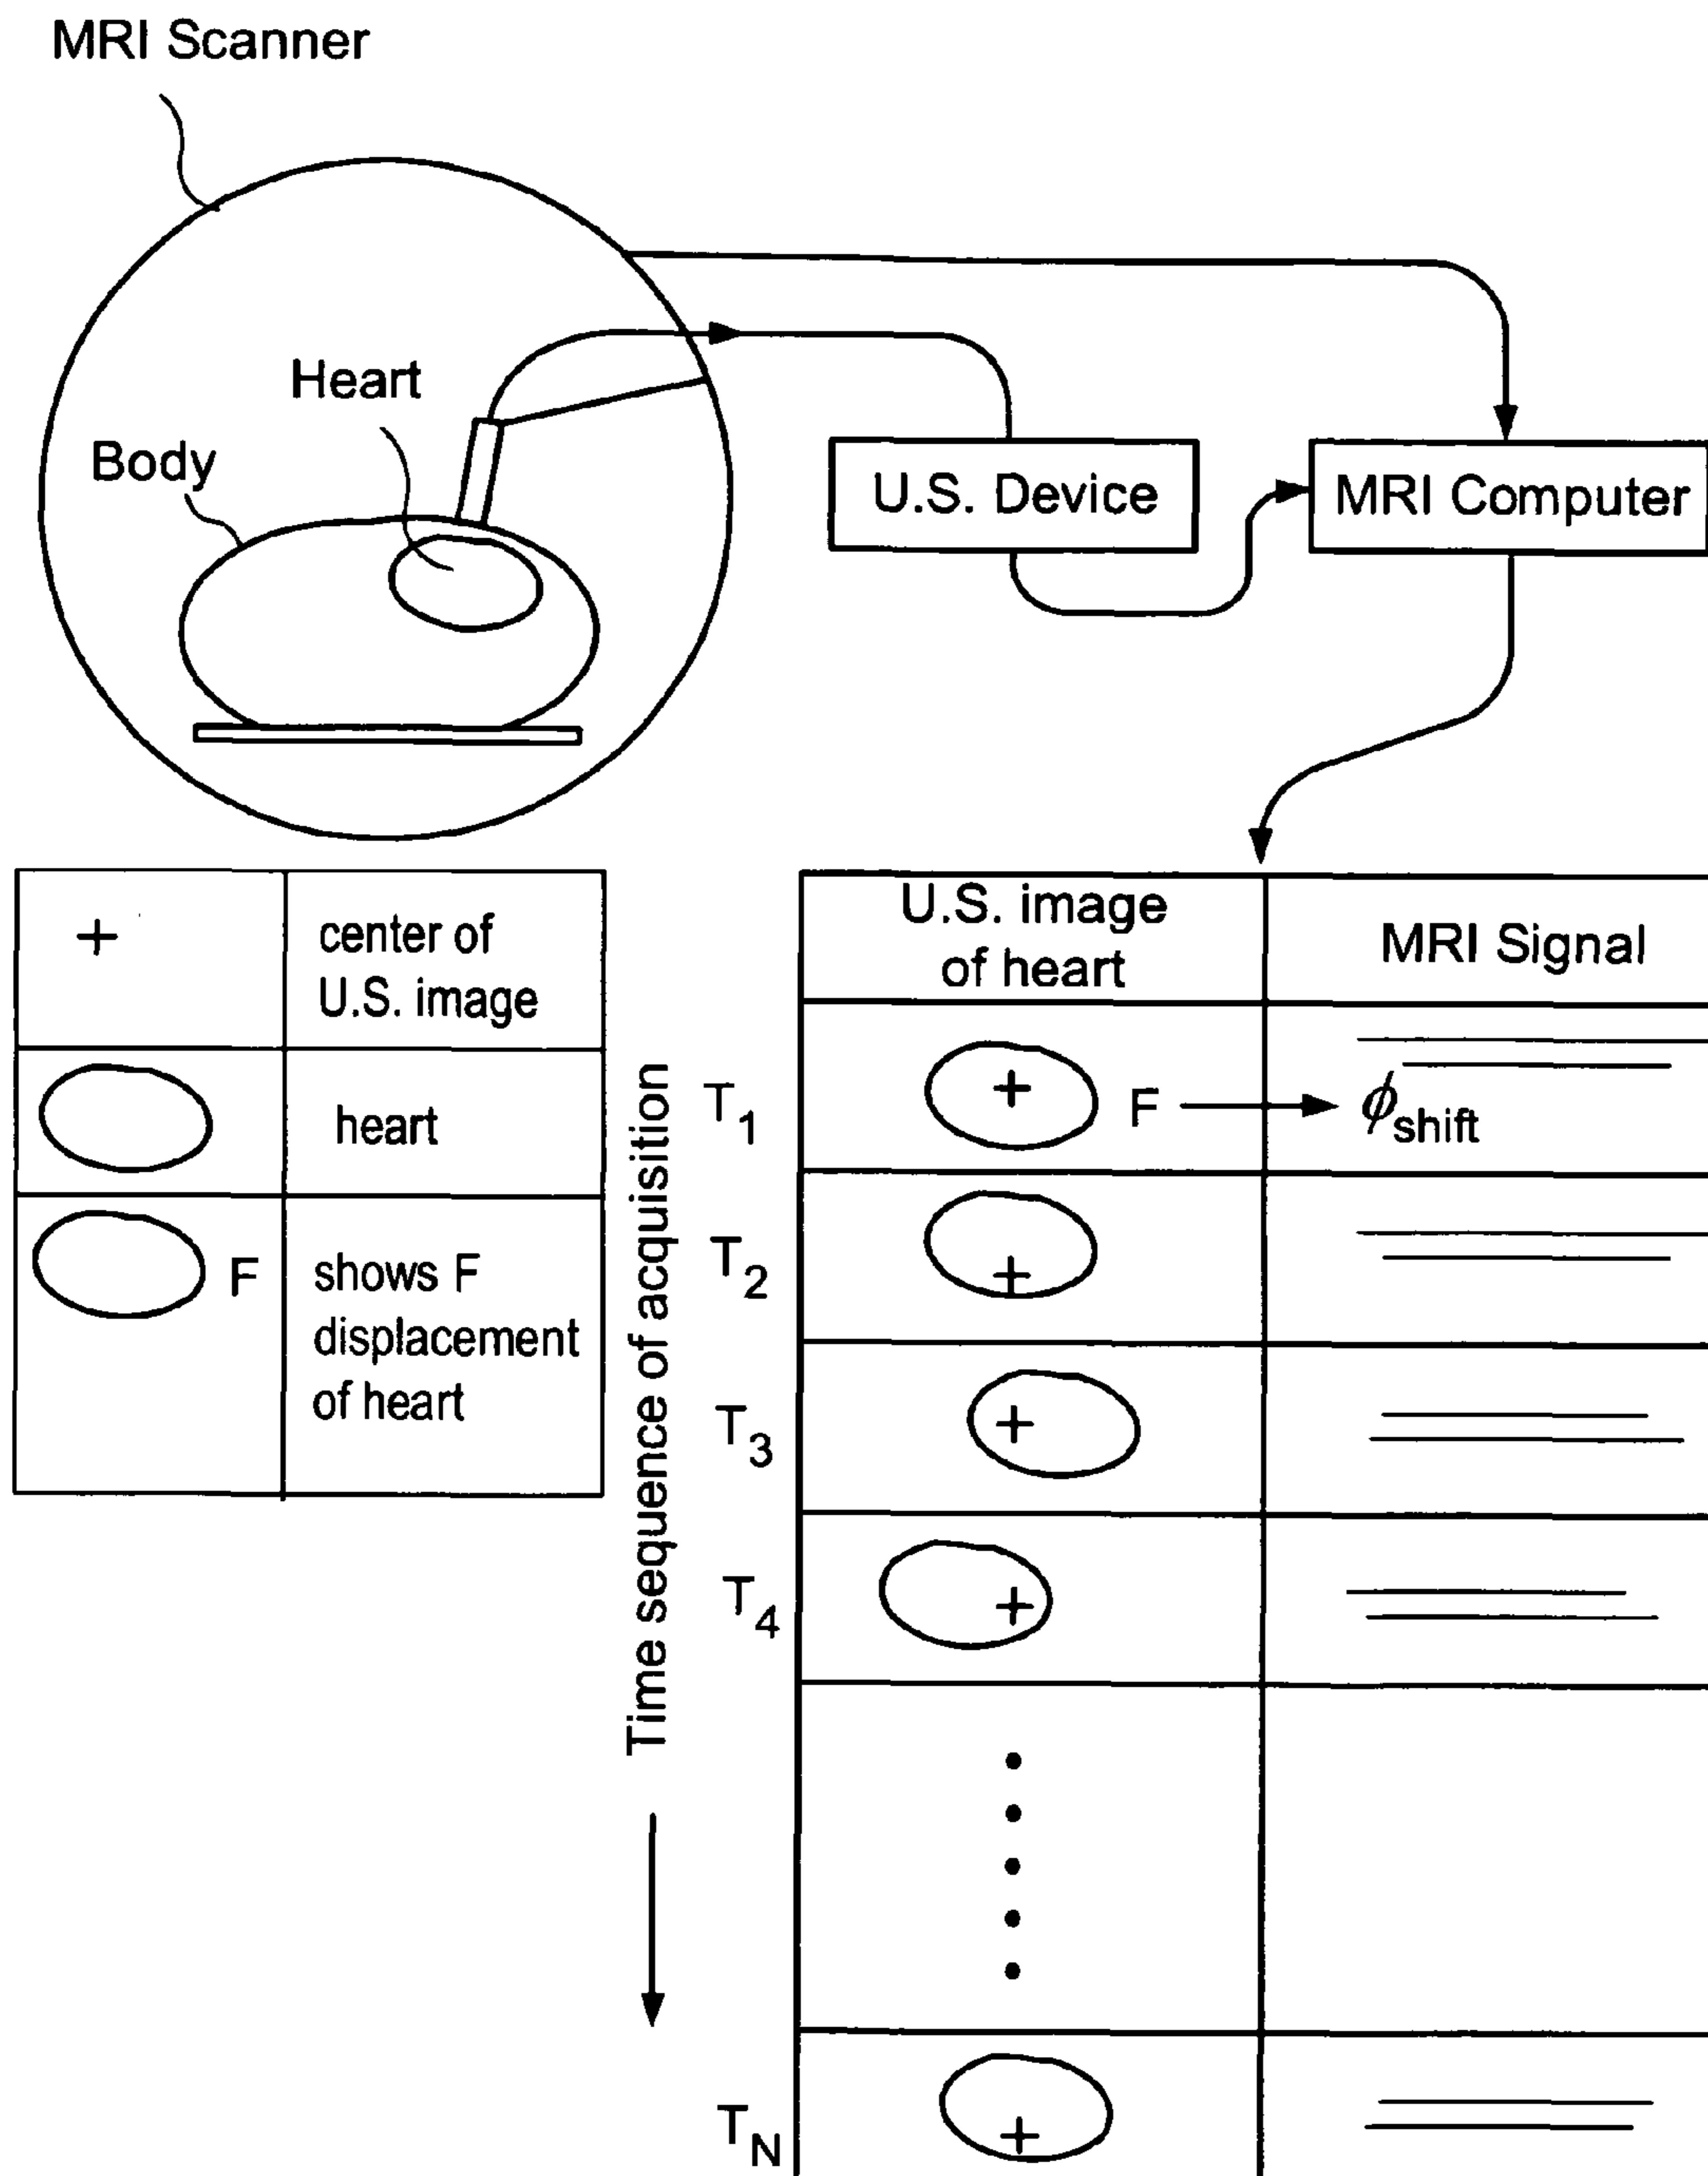 MRI Scanner
Heart
Body
U.S. Device
MRI Computer
+
center of
U.S. image
heart
F
shows F
displacement
of heart
Time sequence of acquisition
U.S. image
of heart
MRI Signal
T1
+
F
ϕshift
T2
+
T3
+
T4
+
TN
+